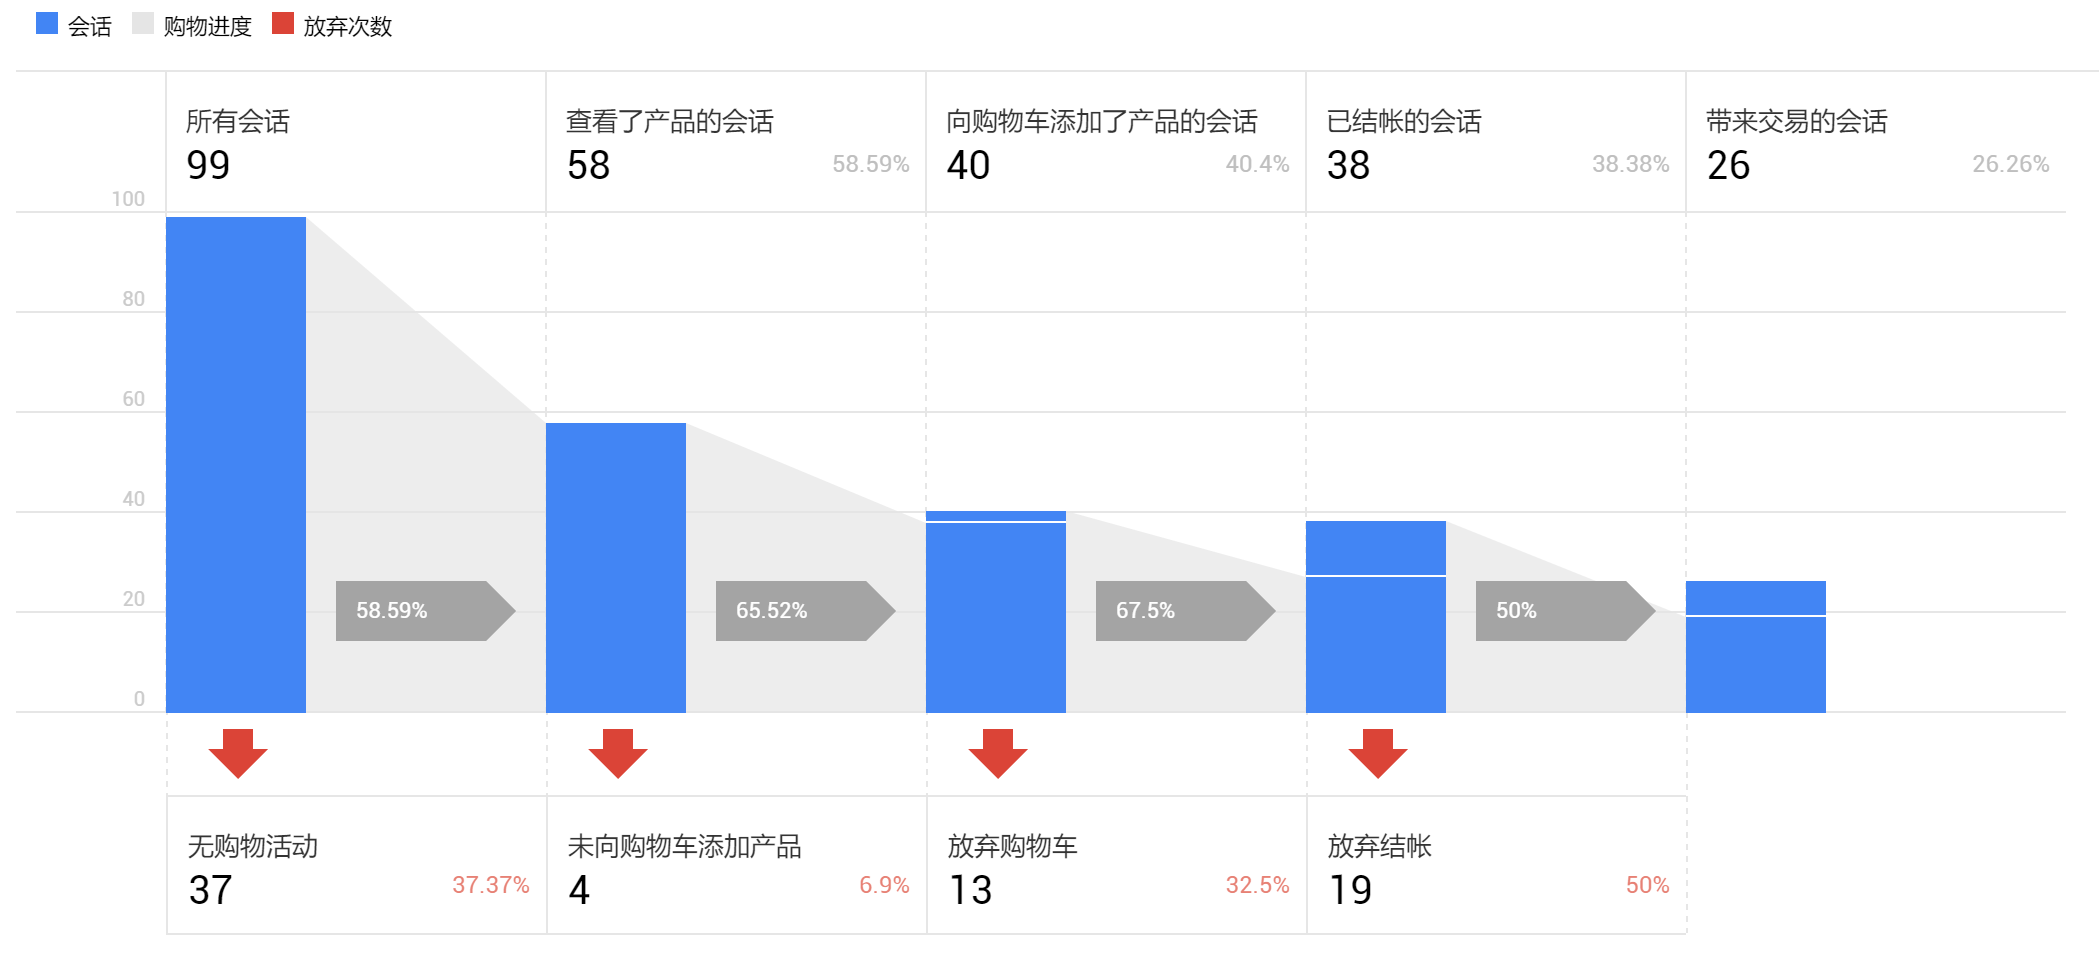 会话 购物进度 放弃次数
所有会话 查看了产品的会话 向购物车添加了产品的会话 已结帐的会话 带来交易的会话
99 58 58.59% 40 40.4% 38 38.38% 26 26.26%
100
80
60
40
20
0
58.59% 65.52% 67.5% 50%
无购物活动 未向购物车添加产品 放弃购物车 放弃结帐
37 37.37% 4 6.9% 13 32.5% 19 50%